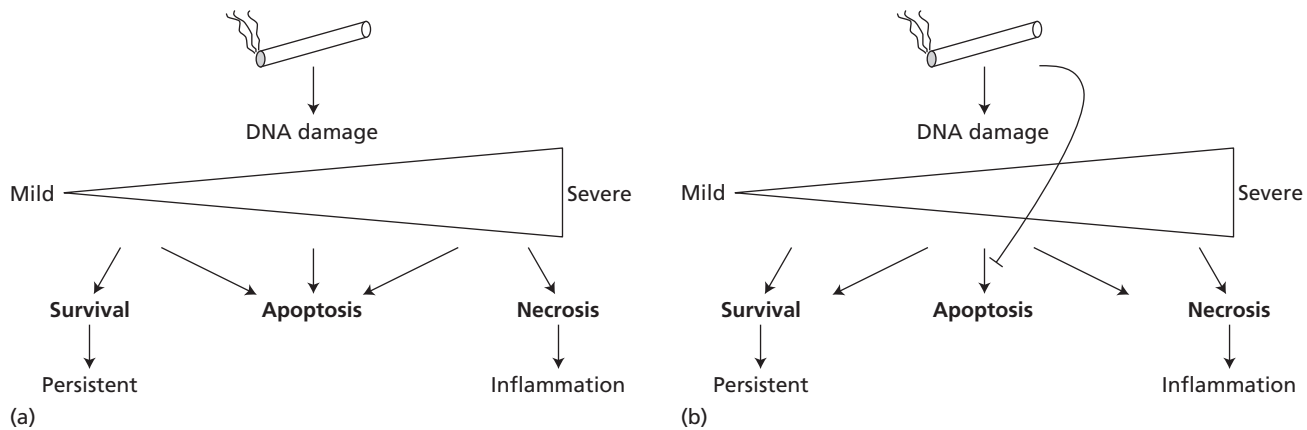 DNA damage
Mild
Severe
Survival Apoptosis Necrosis
Persistent Inflammation
(a)
DNA damage
Mild
Severe
Survival Apoptosis Necrosis
Persistent Inflammation
(b)